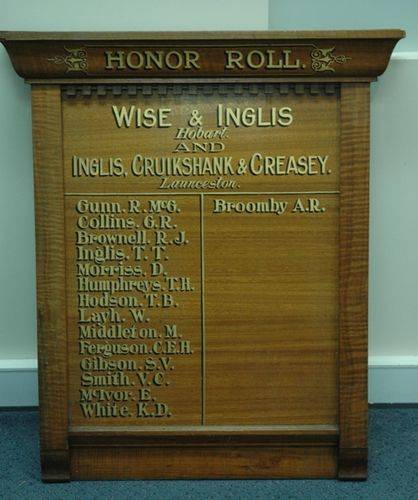 HONOR ROLL.
WISE & INGLIS
Hobart.
AND
INGLIS, CRUIKSHANK & CREASEY.
Launceston.
Gunn. R. McG.
Collins. G.R.
Brownell. R.J.
Inglis. T. T.
Morriss. D.
Humphreys. T.H.
Hodson. T.B.
Layh. W.
Middleton. M.
Ferguson. C.E.H.
Gibson. S.V.
Smith. V.C.
McIvor. E.
White. K.D.
Broomby A.R.